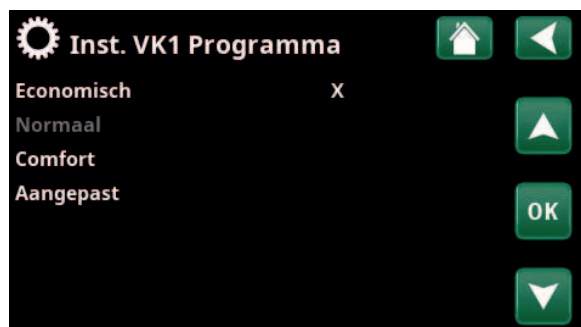 Inst. VK1 Programma
Economisch X
Normaal
Comfort
Aangepast
OK